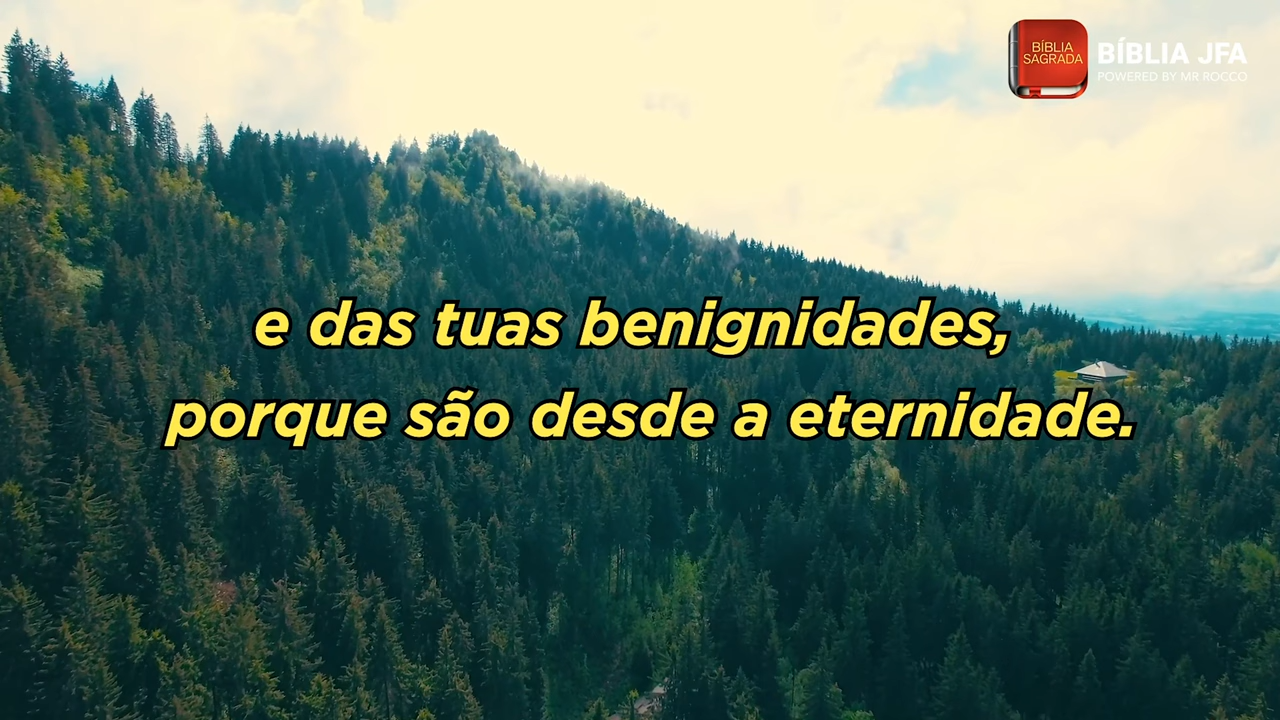 BÍBLIA
SAGRADA
BÍBLIA JFA
POWERED BY MR ROCCO
e das tuas benignidades,
porque são desde a eternidade.